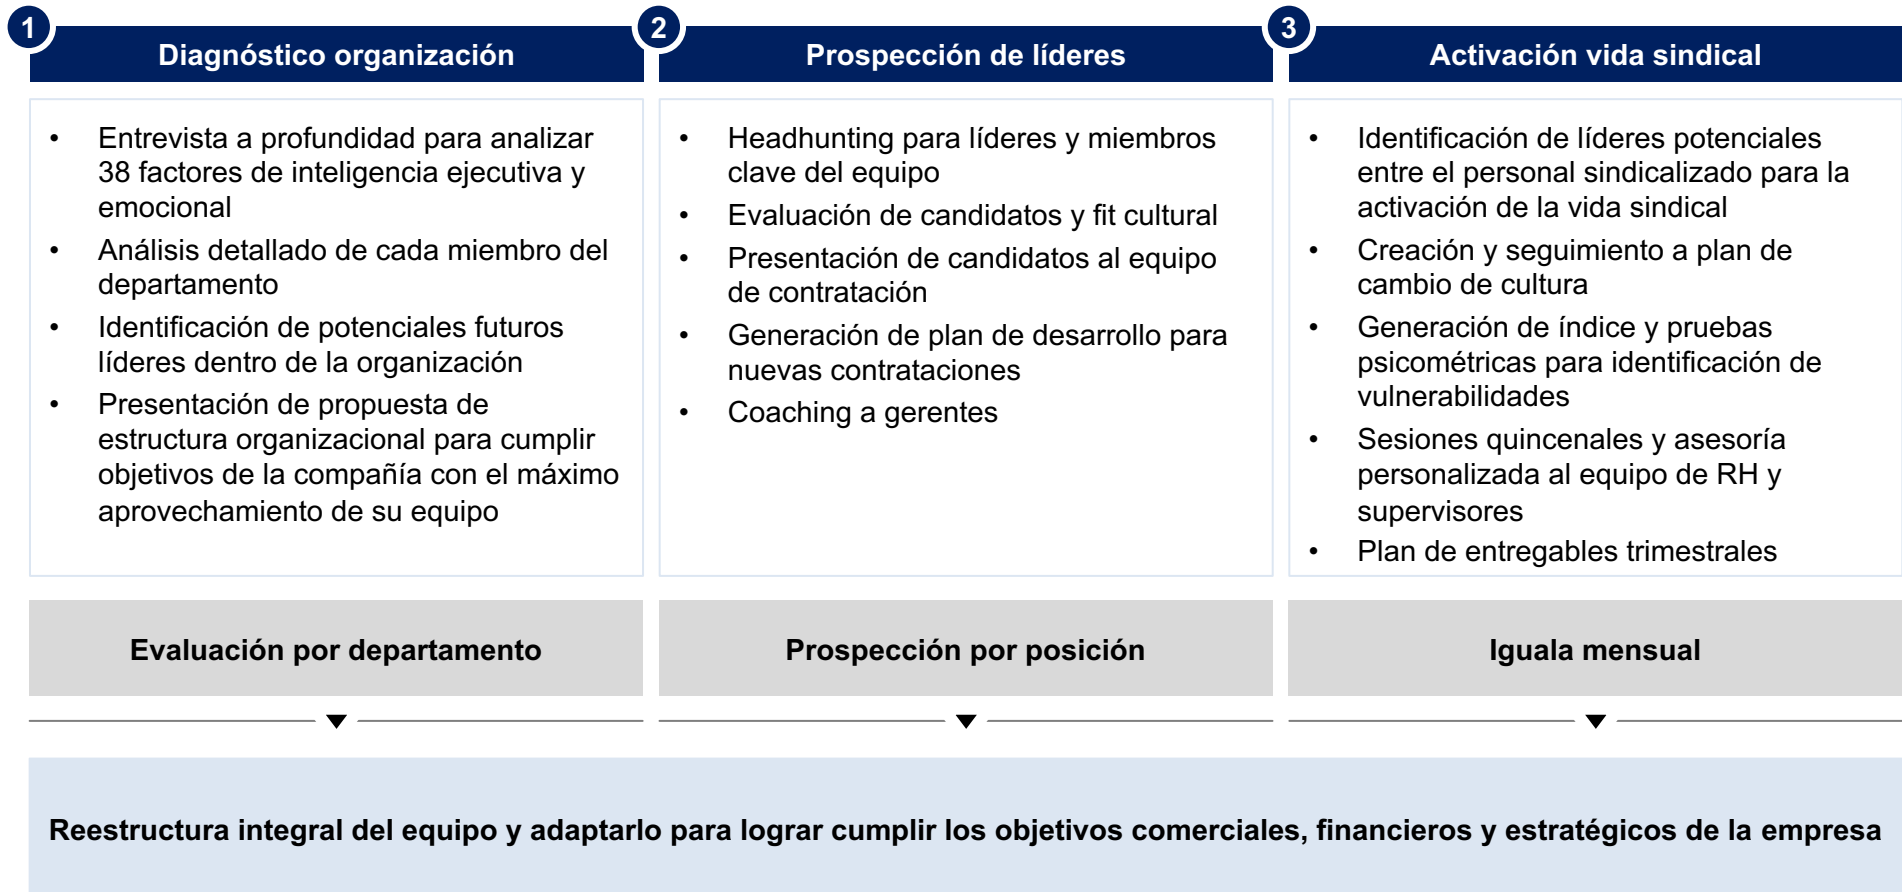 1
Diagnóstico organización
• Entrevista a profundidad para analizar
38 factores de inteligencia ejecutiva y
emocional
• Análisis detallado de cada miembro del
departamento
• Identificación de potenciales futuros
líderes dentro de la organización
• Presentación de propuesta de
estructura organizacional para cumplir
objetivos de la compañía con el máximo
aprovechamiento de su equipo
Evaluación por departamento
2
Prospección de líderes
• Headhunting para líderes y miembros
clave del equipo
• Evaluación de candidatos y fit cultural
• Presentación de candidatos al equipo
de contratación
• Generación de plan de desarrollo para
nuevas contrataciones
• Coaching a gerentes
Prospección por posición
3
Activación vida sindical
• Identificación de líderes potenciales
entre el personal sindicalizado para la
activación de la vida sindical
• Creación y seguimiento a plan de
cambio de cultura
• Generación de índice y pruebas
psicométricas para identificación de
vulnerabilidades
• Sesiones quincenales y asesoría
personalizada al equipo de RH y
supervisores
• Plan de entregables trimestrales
Iguala mensual
Reestructura integral del equipo y adaptarlo para lograr cumplir los objetivos comerciales, financieros y estratégicos de la empresa